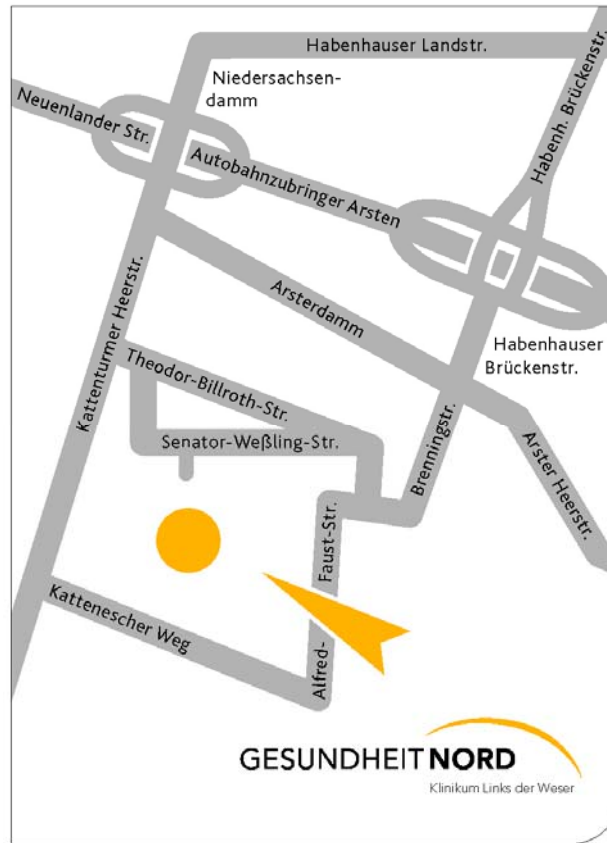 Habenhauser Landstr.
Niedersachsen-
damm
Habenh. Brückenstr.
Neuenlander Str.
Autobahnzubringer Arsten
Arsterdamm
Kattenturmer Heerstr.
Habenhauser
Brückenstr.
Theodor-Billroth-Str.
Senator-Weßling-Str.
Brenningstr.
Arster Heerstr.
Alfred-
Faust-Str.
Kattenescher Weg
GESUNDHEITNORD
Klinikum Links der Weser